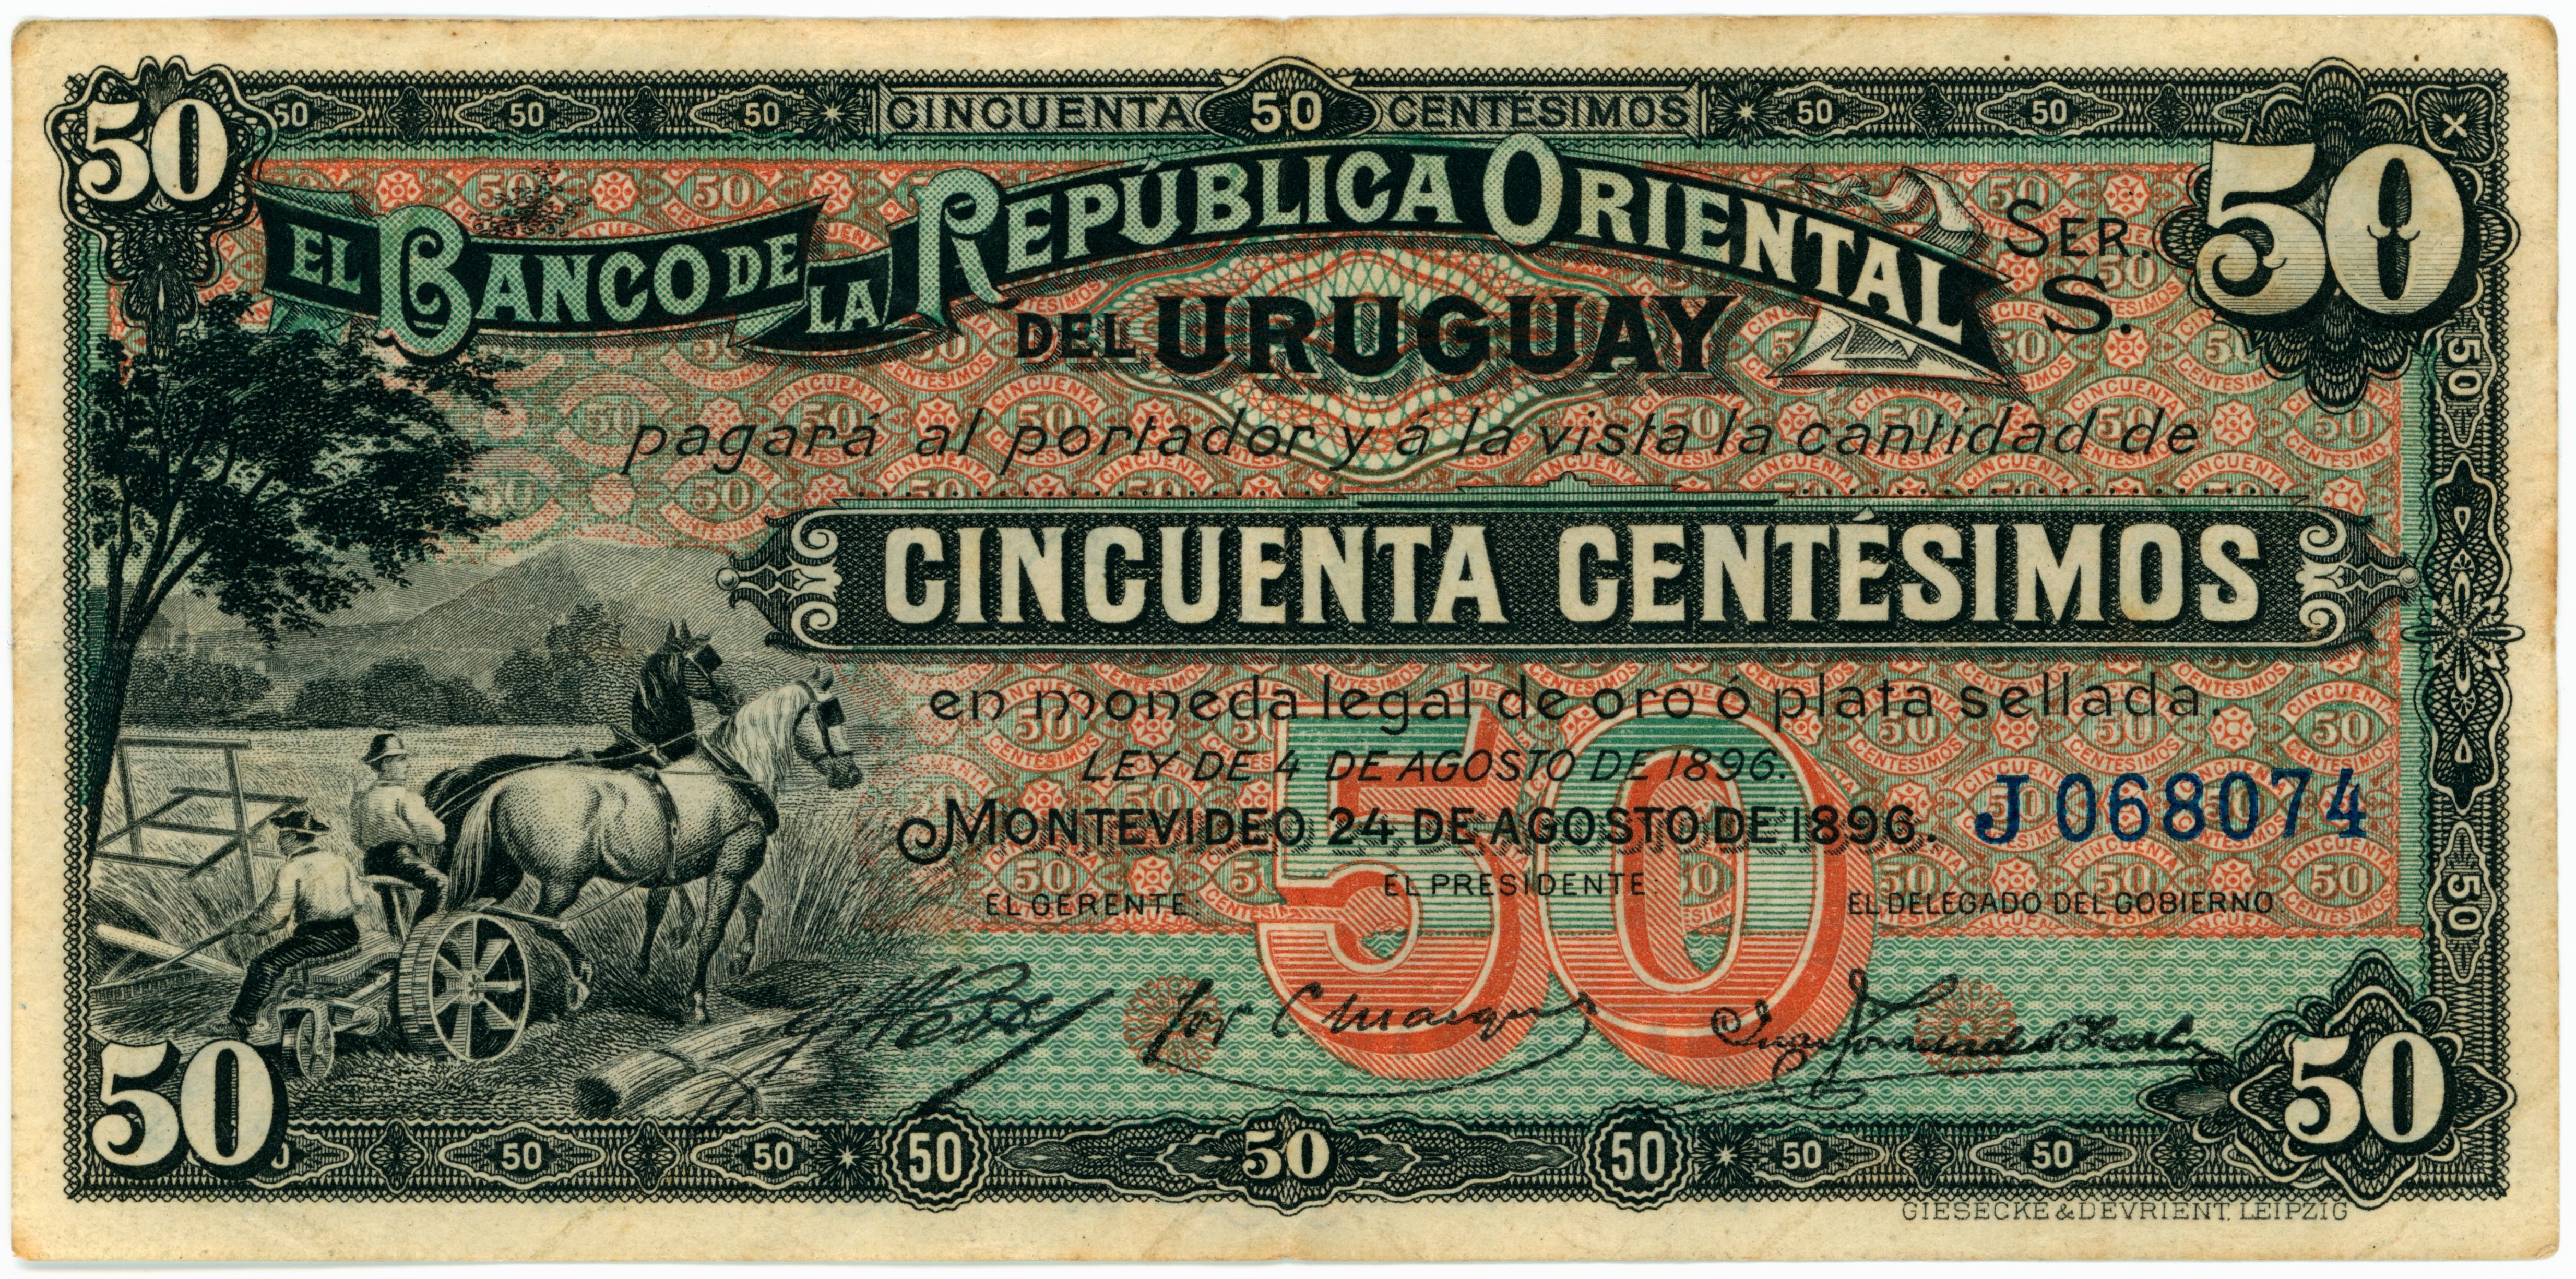 50 50 50 50 CINCUENTA 50 CENTÉSIMOS 50 50 50
EL BANCO DE LA REPÚBLICA ORIENTAL
SER.
S.
DEL URUGUAY
pagará al portador y á la vista la cantidad de
CINCUENTA CENTÉSIMOS
en moneda legal de oro ó plata sellada.
LEY DE 4 DE AGOSTO DE 1896.
MONTEVIDEO 24 DE AGOSTO DE 1896.
J 068074
50
EL GERENTE. EL PRESIDENTE. EL DELEGADO DEL GOBIERNO
50
50
50 50 50 50 50 50 50 50 50
GIESECKE & DEVRIENT. LEIPZIG